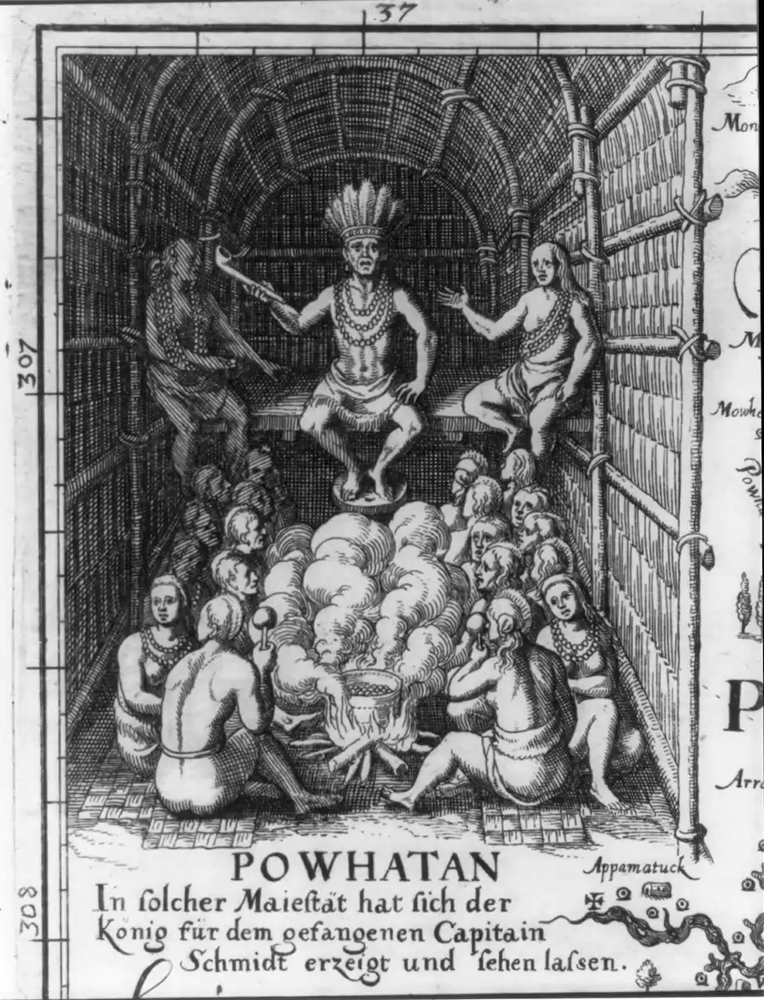 37
307
308
Mon
M
Mowha
Powh
P
Arro
POWHATAN
Appamatuck
In ſolcher Maieſtät hat ſich der
König für dem gefangenen Capitain
Schmidt erzeigt und ſehen laſſen.